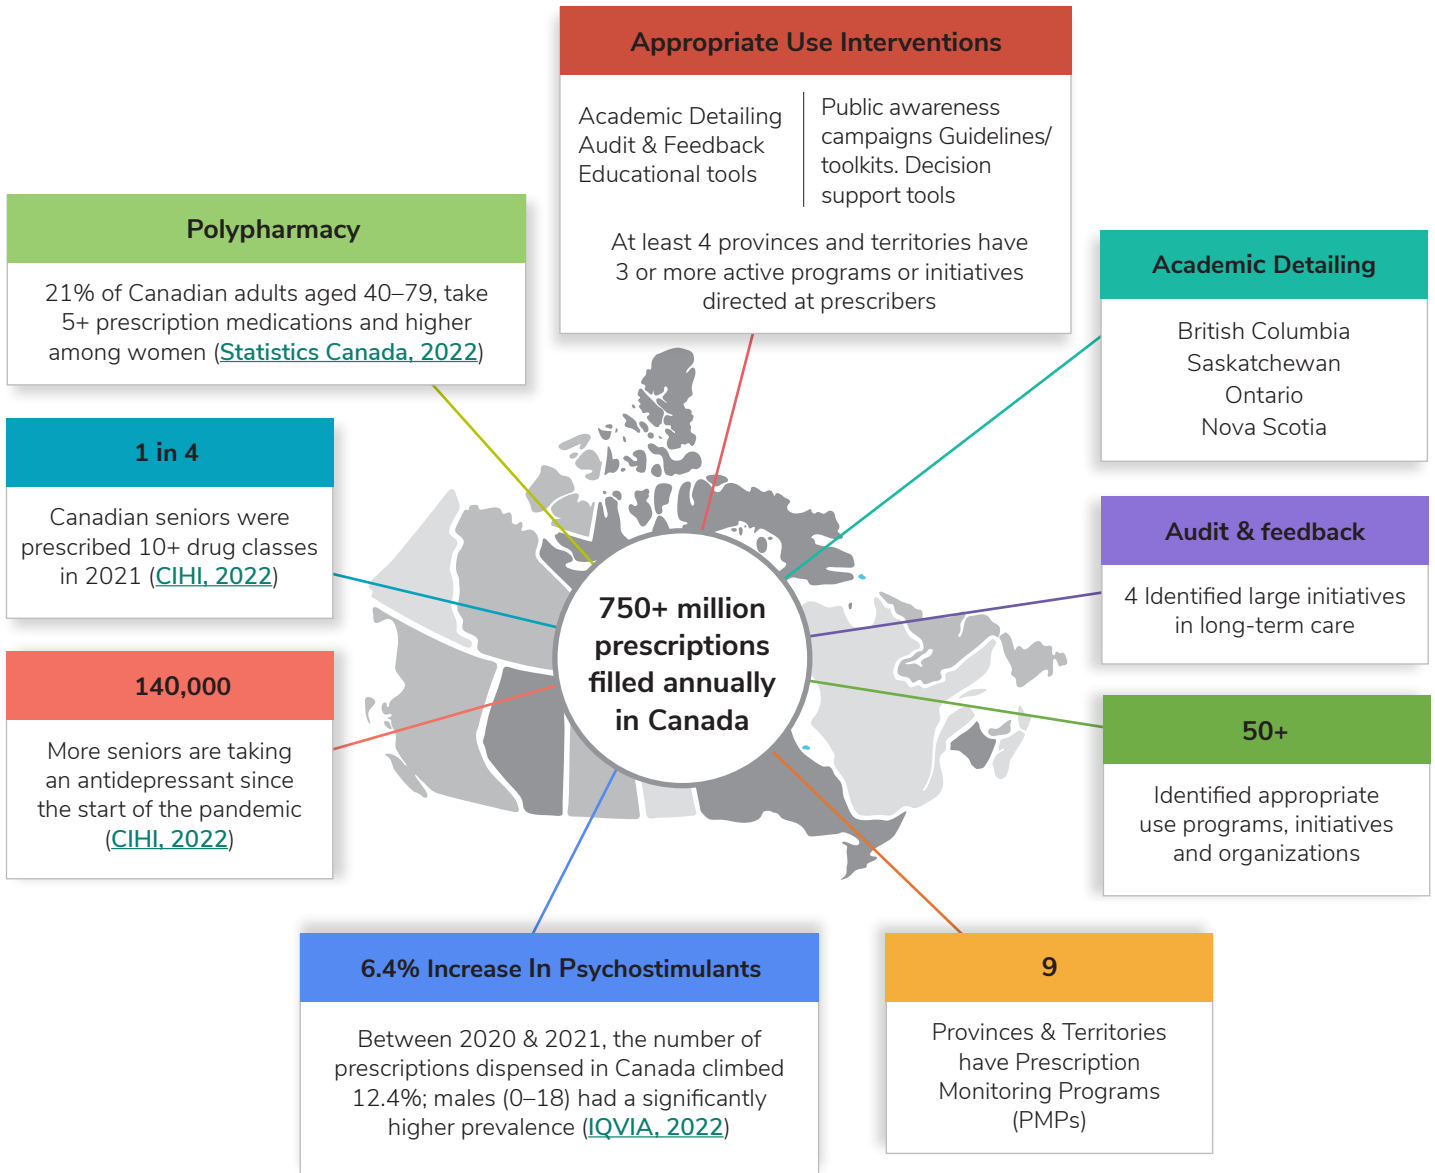 Appropriate Use Interventions
Academic Detailing
Audit & Feedback
Educational tools
Public awareness
campaigns Guidelines/
toolkits. Decision
support tools
At least 4 provinces and territories have
3 or more active programs or initiatives
directed at prescribers
Polypharmacy
21% of Canadian adults aged 40–79, take
5+ prescription medications and higher
among women (Statistics Canada, 2022)
Academic Detailing
British Columbia
Saskatchewan
Ontario
Nova Scotia
1 in 4
Canadian seniors were
prescribed 10+ drug classes
in 2021 (CIHI, 2022)
Audit & feedback
4 Identified large initiatives
in long-term care
750+ million
prescriptions
filled annually
in Canada
140,000
More seniors are taking
an antidepressant since
the start of the pandemic
(CIHI, 2022)
50+
Identified appropriate
use programs, initiatives
and organizations
6.4% Increase In Psychostimulants
Between 2020 & 2021, the number of
prescriptions dispensed in Canada climbed
12.4%; males (0–18) had a significantly
higher prevalence (IQVIA, 2022)
9
Provinces & Territories
have Prescription
Monitoring Programs
(PMPs)